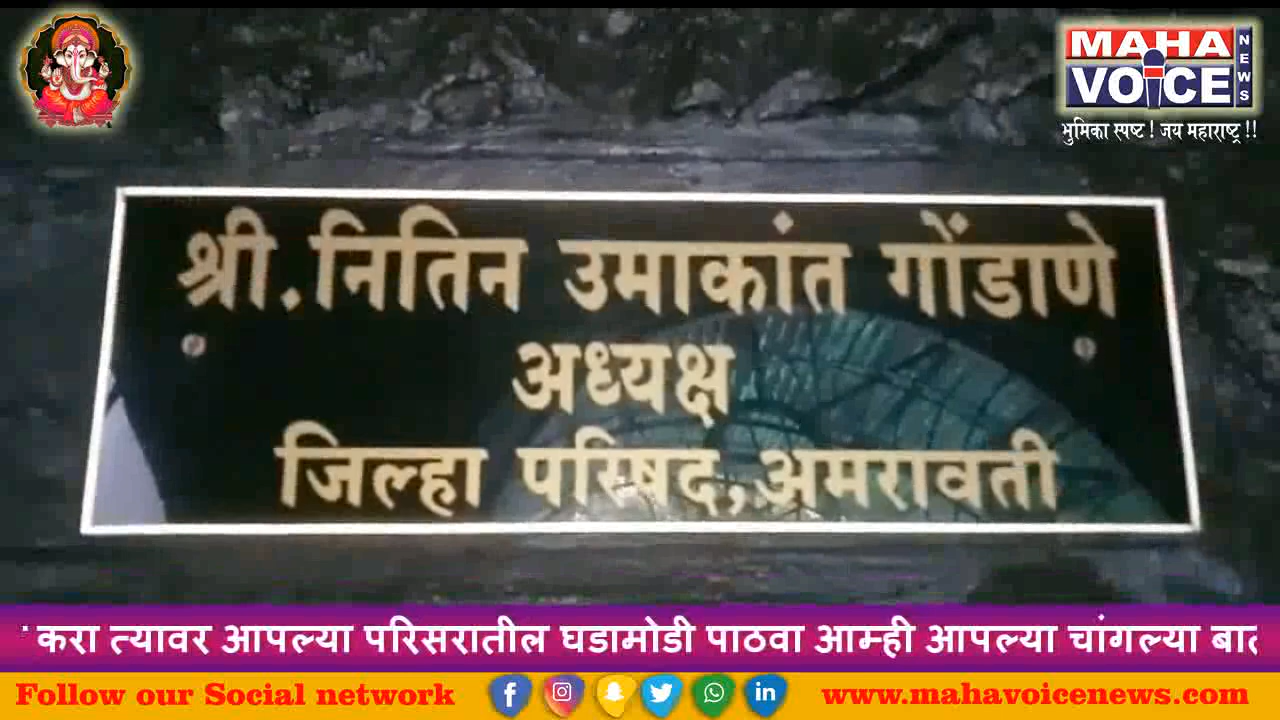 MAHA
VOICE
NEWS
भुमिका स्पष्ट ! जय महाराष्ट्र !!
श्री. नितिन उमाकांत गोंडाणे
अध्यक्ष
जिल्हा परिषद, अमरावती
करा त्यावर आपल्या परिसरातील घडामोडी पाठवा आम्ही आपल्या चांगल्या
Follow our Social network
www.mahavoicenews.com